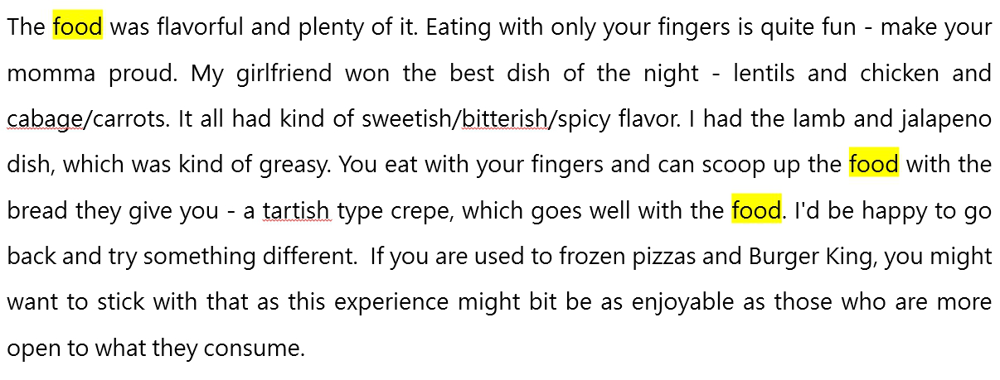 The food was flavorful and plenty of it. Eating with only your fingers is quite fun - make your
momma proud. My girlfriend won the best dish of the night - lentils and chicken and
cabage/carrots. It all had kind of sweetish/bitterish/spicy flavor. I had the lamb and jalapeno
dish, which was kind of greasy. You eat with your fingers and can scoop up the food with the
bread they give you - a tartish type crepe, which goes well with the food. I'd be happy to go
back and try something different.  If you are used to frozen pizzas and Burger King, you might
want to stick with that as this experience might bit be as enjoyable as those who are more
open to what they consume.